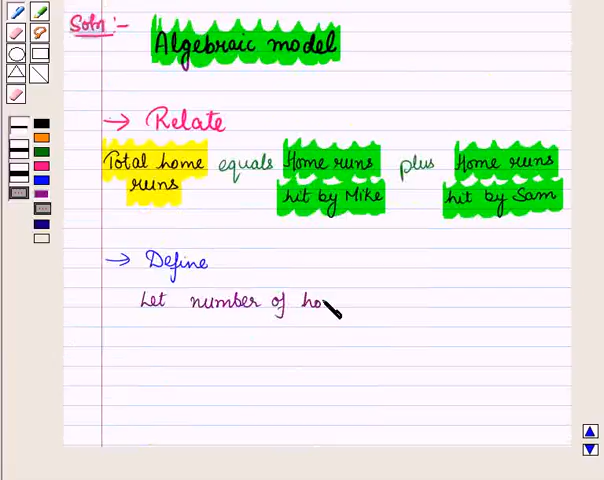 Soln :-
Algebraic model
→ Relate
Total home runs equals Home runs hit by Mike plus Home runs hit by Sam
→ Define
Let number of ho